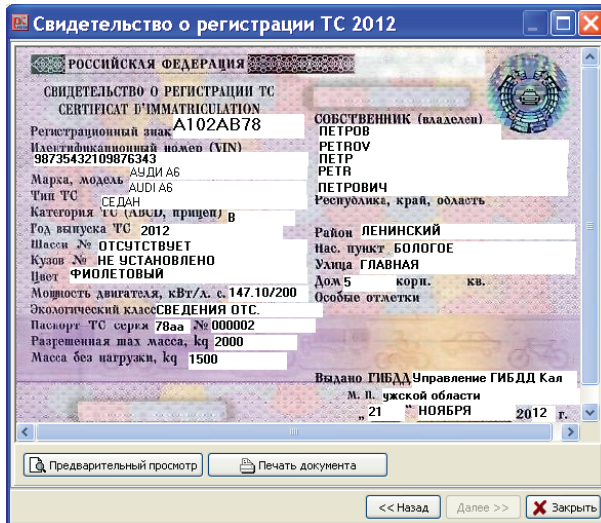 Свидетельство о регистрации ТС 2012
РОССИЙСКАЯ ФЕДЕРАЦИЯ
СВИДЕТЕЛЬСТВО О РЕГИСТРАЦИИ ТС
CERTIFICAT D'IMMATRICULATION
Регистрационный знак А102АВ78
Идентификационный номер (VIN)
98735432109876343
Марка, модель АУДИ А6
AUDI A6
Тип ТС СЕДАН
Категория ТС (ABCD, прицеп) В
Год выпуска ТС 2012
Шасси № ОТСУТСТВУЕТ
Кузов № НЕ УСТАНОВЛЕНО
Цвет ФИОЛЕТОВЫЙ
Мощность двигателя, кВт/л. с. 147.10/200
Экологический класс СВЕДЕНИЯ ОТС.
Паспорт ТС серия 78аа № 000002
Разрешенная max масса, kg 2000
Масса без нагрузки, kg 1500
СОБСТВЕННИК (владелец)
ПЕТРОВ
PETROV
ПЕТР
PETR
ПЕТРОВИЧ
Республика, край, область
Район ЛЕНИНСКИЙ
Нас. пункт БОЛОГОЕ
Улица ГЛАВНАЯ
Дом 5 корп. кв.
Особые отметки
Выдано ГИБДД Управление ГИБДД Кал
М. П. ужской области
„ 21 " НОЯБРЯ 2012 г.
Предварительный просмотр
Печать документа
<< Назад
Далее >>
Закрыть